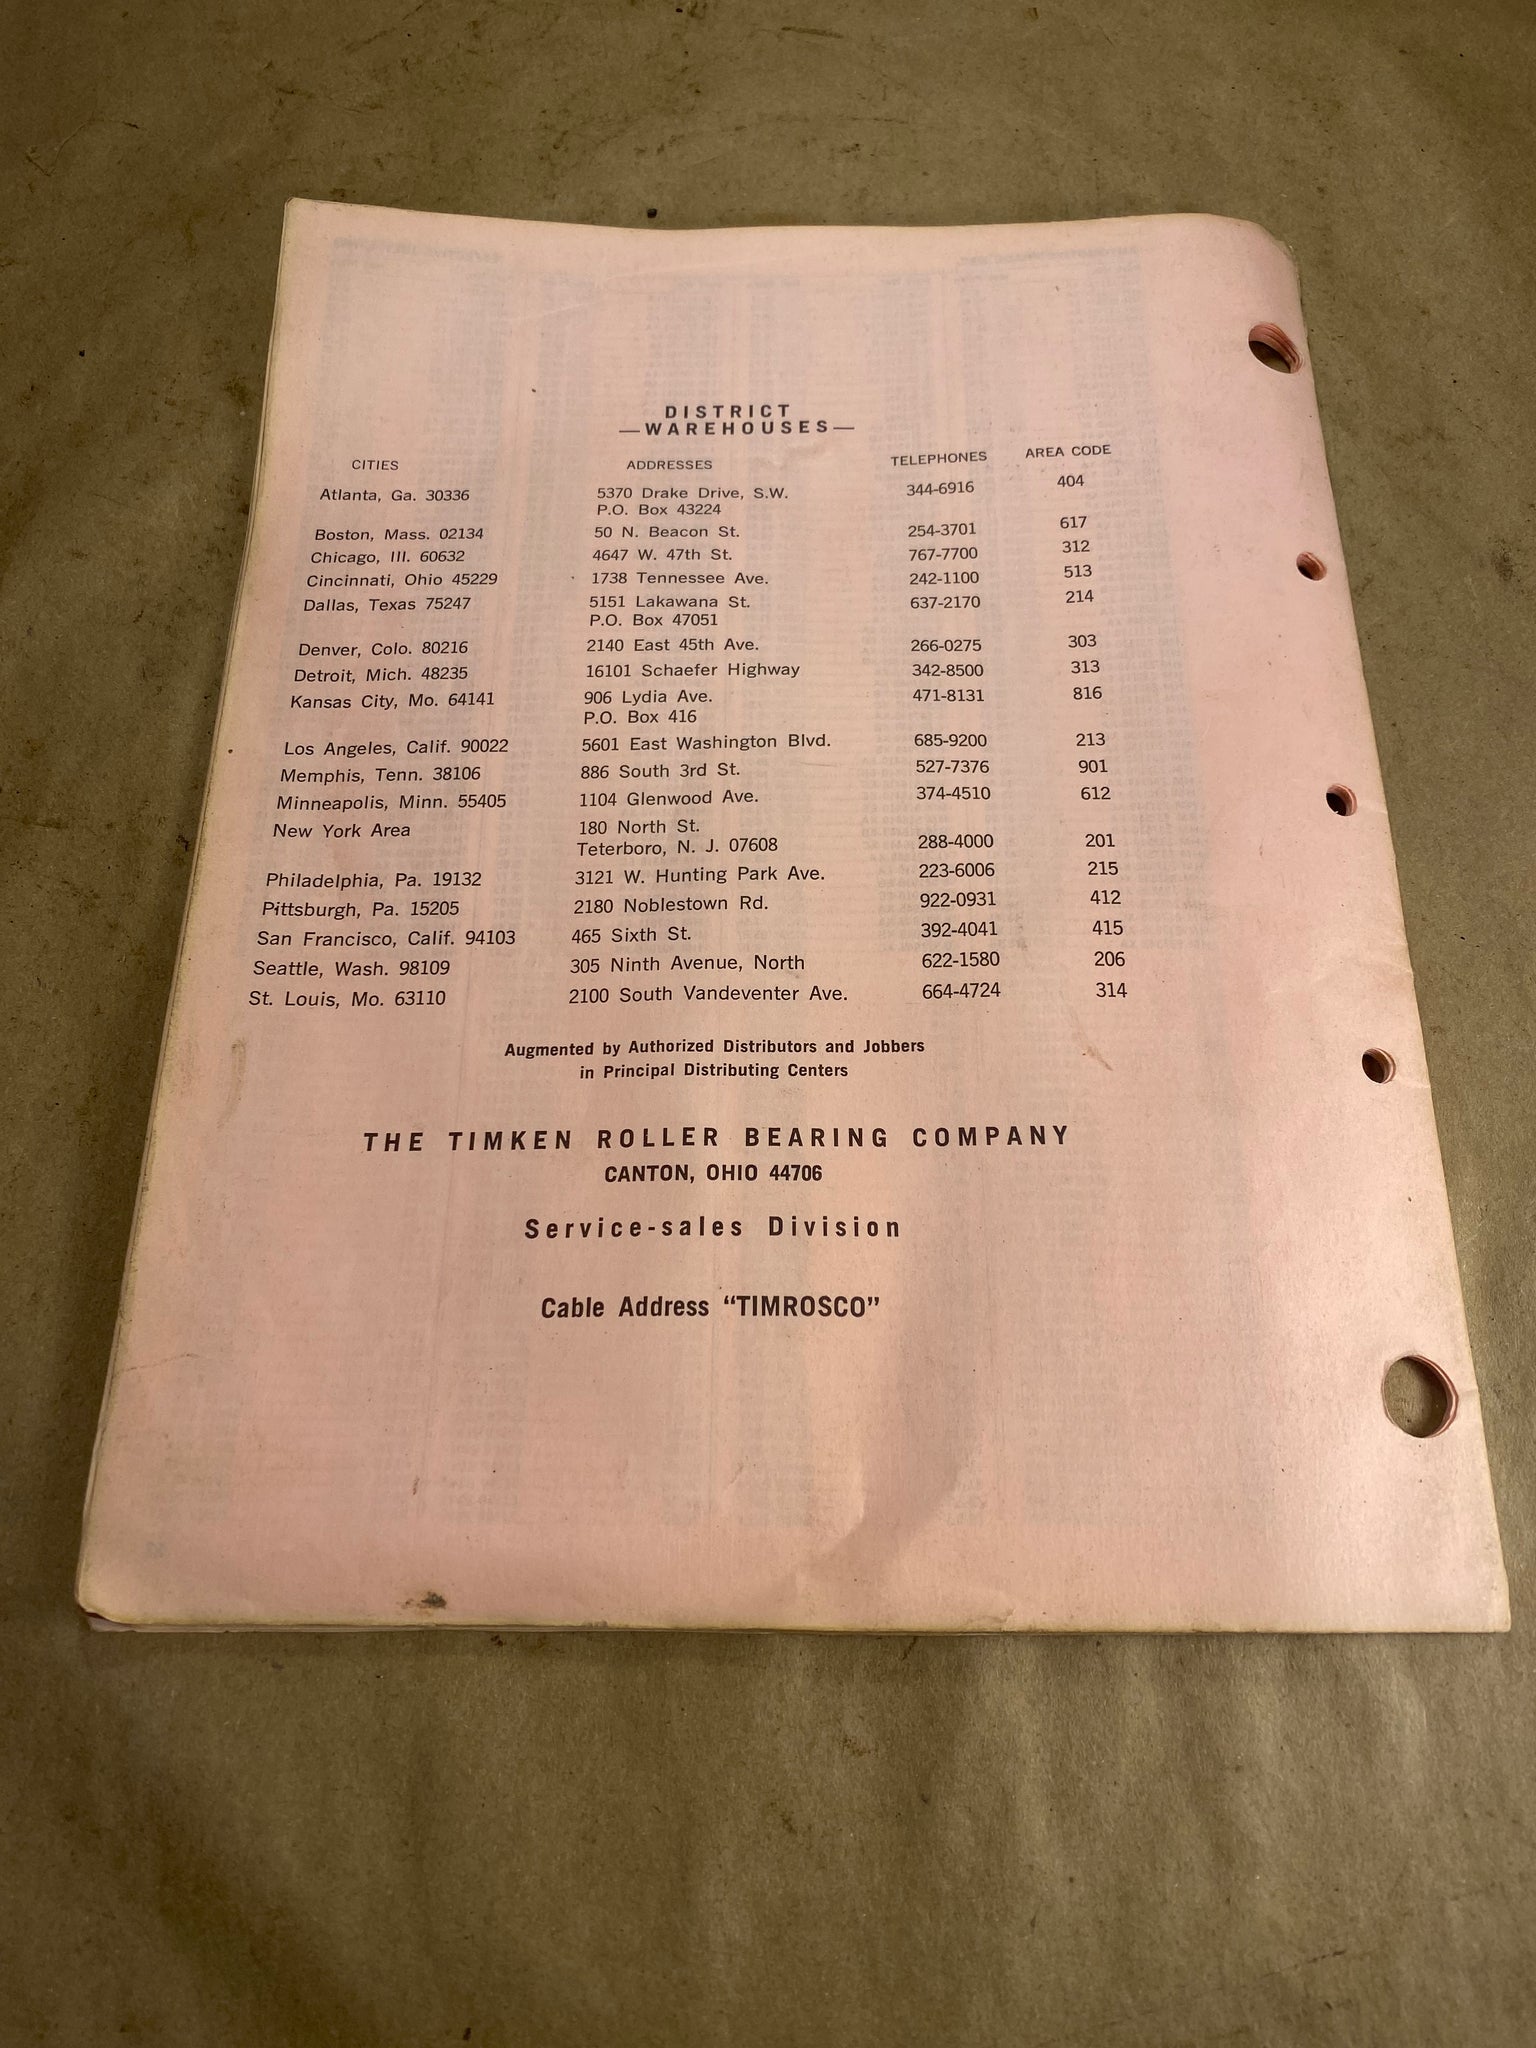 DISTRICT
—WAREHOUSES—
CITIES ADDRESSES TELEPHONES AREA CODE
Atlanta, Ga. 30336 5370 Drake Drive, S.W. 344-6916 404
P.O. Box 43224
Boston, Mass. 02134 50 N. Beacon St. 254-3701 617
Chicago, Ill. 60632 4647 W. 47th St. 767-7700 312
Cincinnati, Ohio 45229 1738 Tennessee Ave. 242-1100 513
Dallas, Texas 75247 5151 Lakawana St. 637-2170 214
P.O. Box 47051
Denver, Colo. 80216 2140 East 45th Ave. 266-0275 303
Detroit, Mich. 48235 16101 Schaefer Highway 342-8500 313
Kansas City, Mo. 64141 906 Lydia Ave. 471-8131 816
P.O. Box 416
Los Angeles, Calif. 90022 5601 East Washington Blvd. 685-9200 213
Memphis, Tenn. 38106 886 South 3rd St. 527-7376 901
Minneapolis, Minn. 55405 1104 Glenwood Ave. 374-4510 612
New York Area 180 North St.
Teterboro, N. J. 07608 288-4000 201
Philadelphia, Pa. 19132 3121 W. Hunting Park Ave. 223-6006 215
Pittsburgh, Pa. 15205 2180 Noblestown Rd. 922-0931 412
San Francisco, Calif. 94103 465 Sixth St. 392-4041 415
Seattle, Wash. 98109 305 Ninth Avenue, North 622-1580 206
St. Louis, Mo. 63110 2100 South Vandeventer Ave. 664-4724 314
Augmented by Authorized Distributors and Jobbers
in Principal Distributing Centers
THE TIMKEN ROLLER BEARING COMPANY
CANTON, OHIO 44706
Service-sales Division
Cable Address “TIMROSCO”